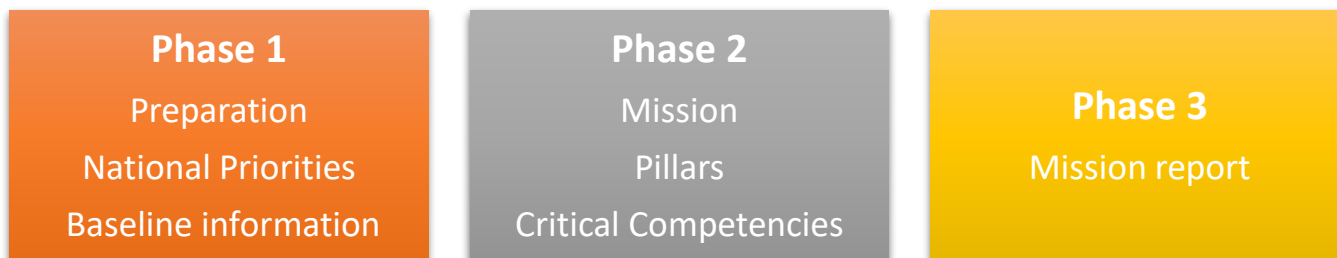 Phase 1
Preparation
National Priorities
Baseline information
Phase 2
Mission
Pillars
Critical Competencies
Phase 3
Mission report